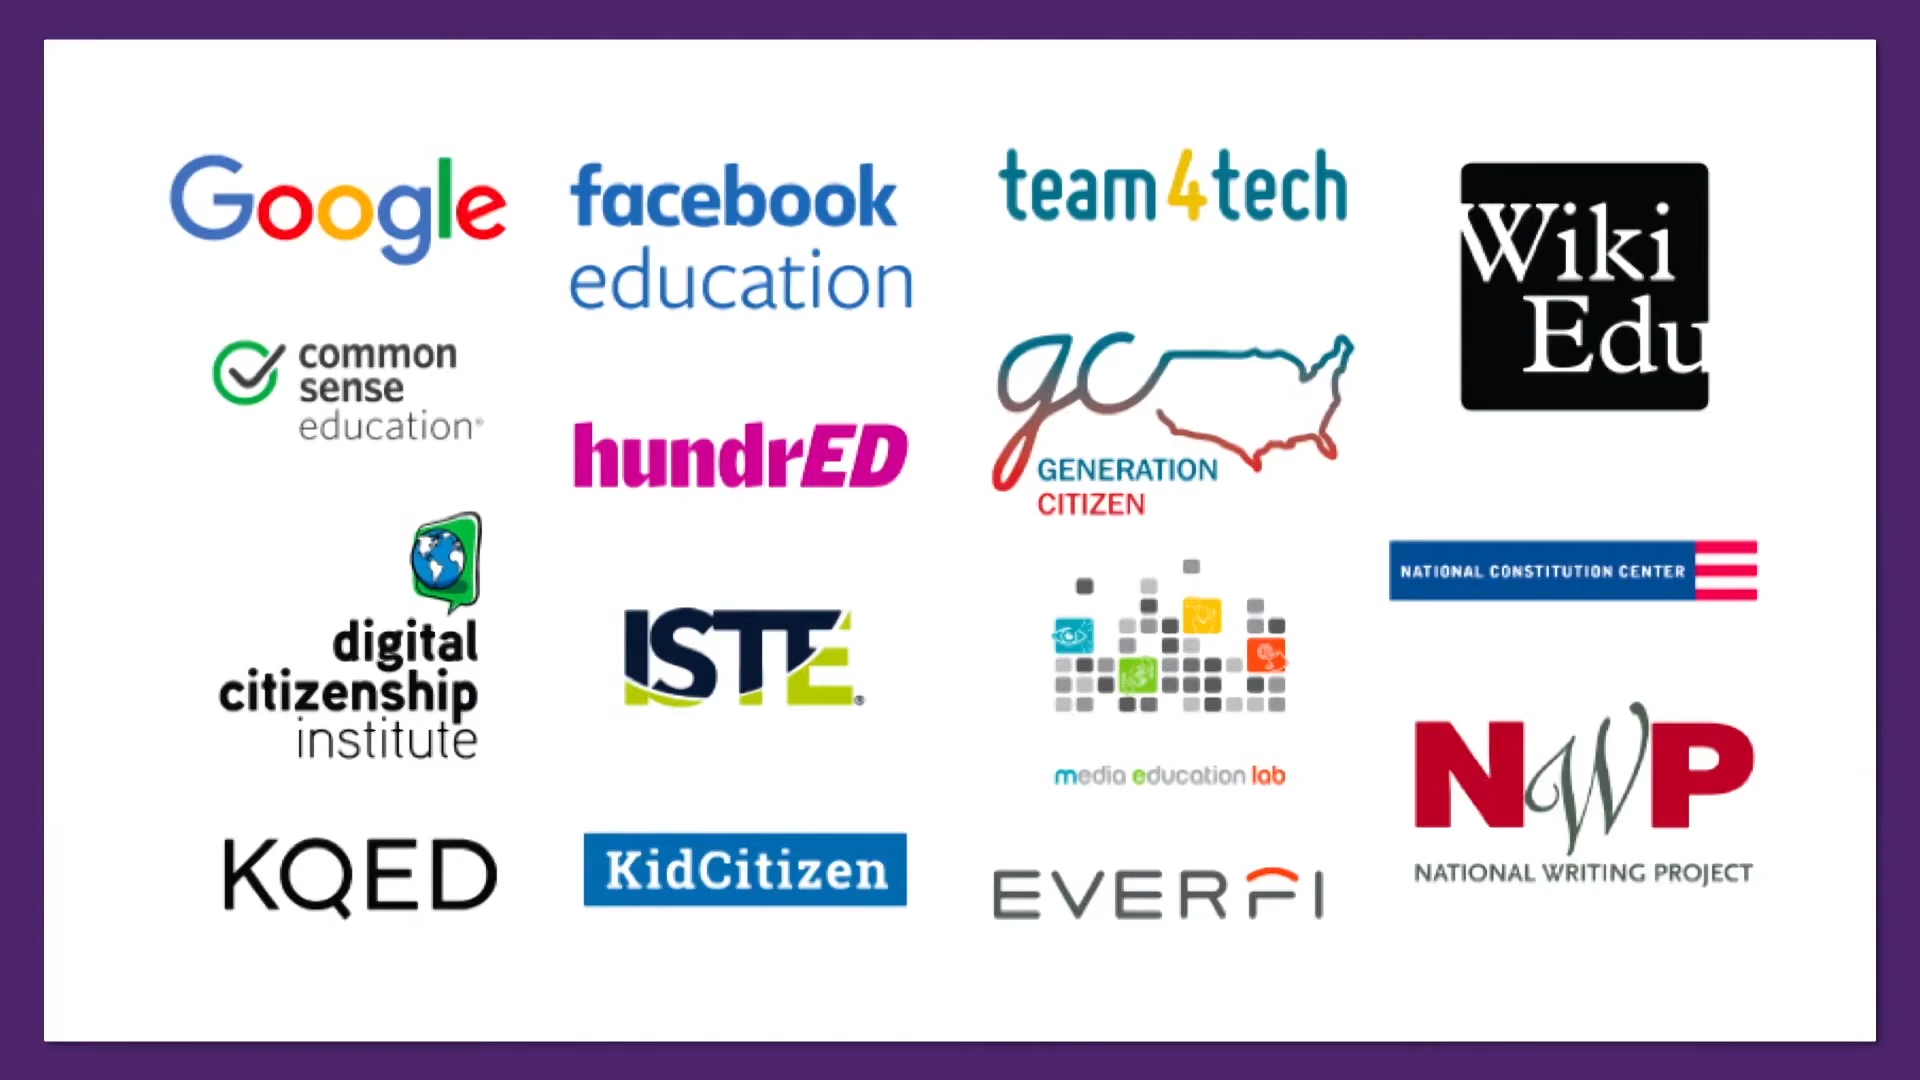 Google
facebook
education
team4tech
Wiki
Edu
common
sense
education®
hundrED
gc
GENERATION
CITIZEN
digital
citizenship
institute
ISTE®
media education lab
NATIONAL CONSTITUTION CENTER
NWP
NATIONAL WRITING PROJECT
KQED
KidCitizen
EVERFI